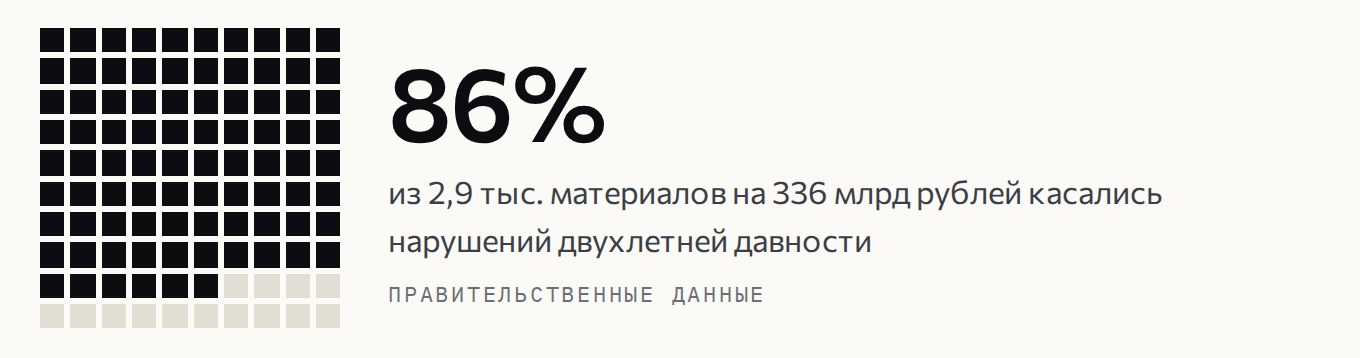 86%
из 2,9 тыс. материалов на 336 млрд рублей касались
нарушений двухлетней давности
ПРАВИТЕЛЬСТВЕННЫЕ ДАННЫЕ